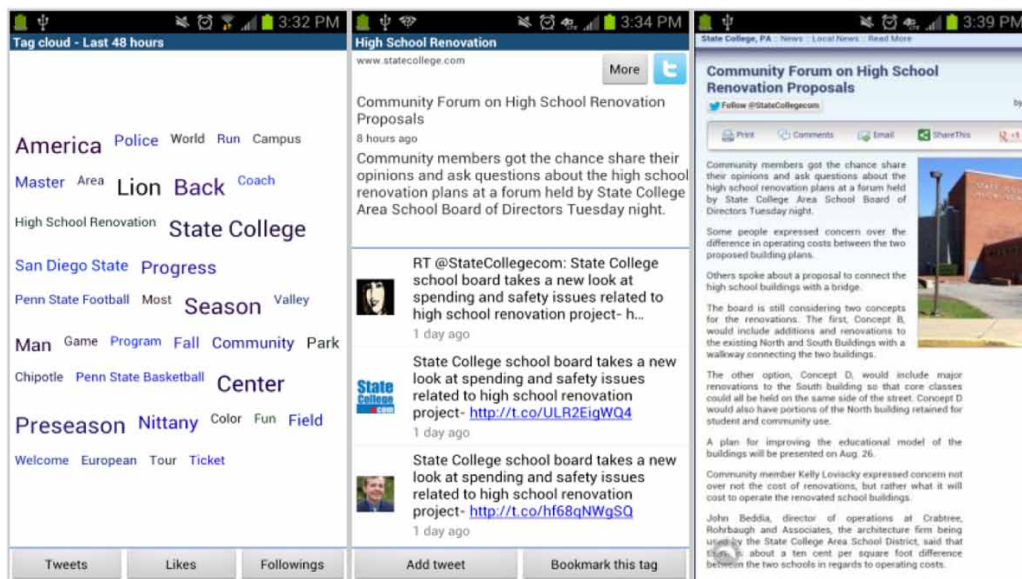 3:32 PM
Tag cloud - Last 48 hours
America Police World Run Campus
Master Area Lion Back Coach
High School Renovation State College
San Diego State Progress
Penn State Football Most Season Valley
Man Game Program Fall Community Park
Chipotle Penn State Basketball Center
Preseason Nittany Color Fun Field
Welcome European Tour Ticket
Tweets Likes Followings
3:34 PM
High School Renovation
www.statecollege.com
More
Community Forum on High School Renovation
Proposals
8 hours ago
Community members got the chance share their
opinions and ask questions about the high school
renovation plans at a forum held by State College
Area School Board of Directors Tuesday night.
RT @StateCollegecom: State College
school board takes a new look at
spending and safety issues related to
high school renovation project- h...
1 day ago
State College school board takes a new
look at spending and safety issues
related to high school renovation
project- http://t.co/ULR2EigWQ4
1 day ago
State
College
.com
State College school board takes a new
look at spending and safety issues
related to high school renovation
project- http://t.co/hf68qNWgSQ
1 day ago
Add tweet Bookmark this tag
3:39 PM
State College, PA :: News :: Local News :: Read More
Community Forum on High School
Renovation Proposals
by
Follow @StateCollegecom
Print Comments Email ShareThis +1
Community members got the chance share
their opinions and ask questions about the
high school renovation plans at a forum held
by State College Area School Board of
Directors Tuesday night.
Some people expressed concern over the
difference in operating costs between the two
proposed building plans.
Others spoke about a proposal to connect the
high school buildings with a bridge.
The board is still considering two concepts
for the renovations. The first, Concept B,
would include additions and renovations to
the existing North and South Buildings with a
walkway connecting the two buildings.
The other option, Concept D, would include major
renovations to the South building so that core classes
could all be held on the same side of the street. Concept D
would also have portions of the North building retained for
student and community use.
A plan for improving the educational model of the
buildings will be presented on Aug. 26.
Community member Kelly Loviscky expressed concern not
over not the cost of renovations, but rather what it will
cost to operate the renovated school buildings.
John Beddia, director of operations at Crabtree,
Rohrbaugh and Associates, the architecture firm being
used by the State College Area School District, said that
about a ten cent per square foot difference
between the two schools in regards to operating costs.